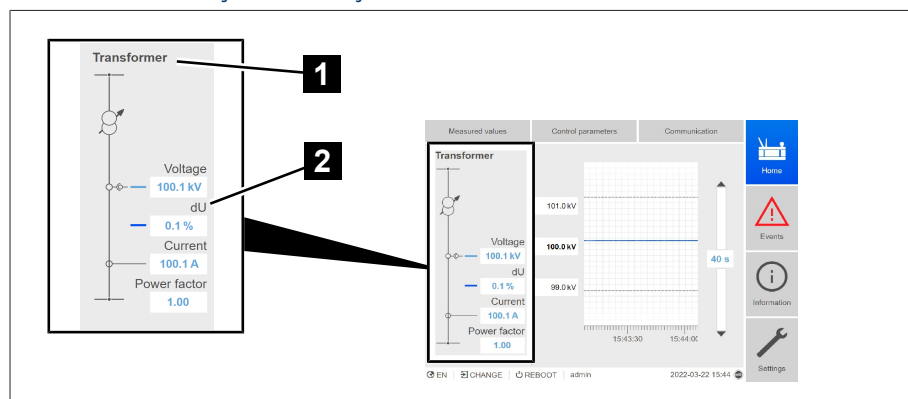 Transformer
1
Voltage
100.1 kV
2
dU
0.1 %
Current
100.1 A
Power factor
1.00
Measured values
Control parameters
Communication
Transformer
Voltage
100.1 kV
dU
0.1 %
Current
100.1 A
Power factor
1.00
101.0 kV
100.0 kV
99.0 kV
15:43:30
15:44:00
40 s
Home
Events
Information
Settings
EN
CHANGE
REBOOT
admin
2022-03-22 15:44